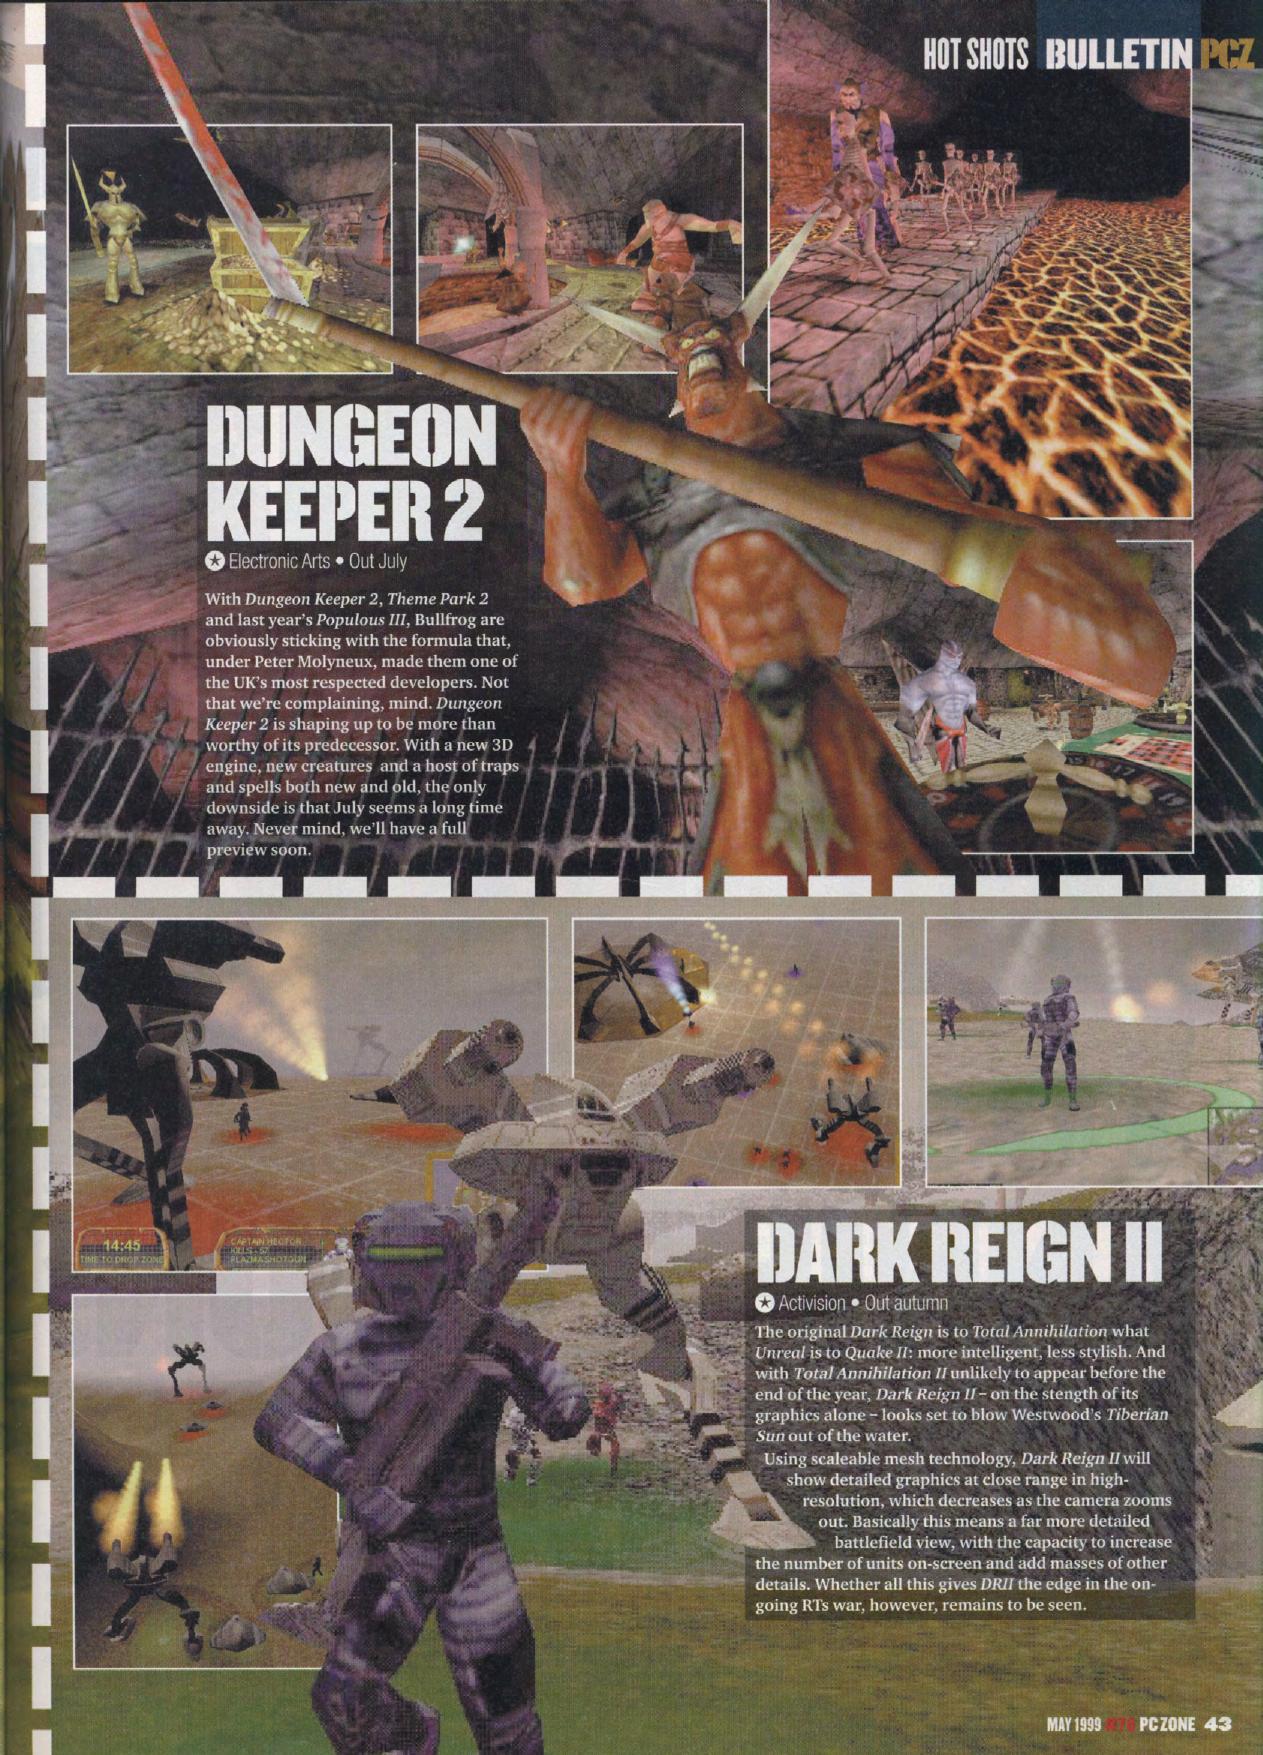 HOT SHOTS BULLETIN PCZ
DUNGEON
KEEPER 2
Electronic Arts • Out July
With Dungeon Keeper 2, Theme Park 2
and last year's Populous III, Bullfrog are
obviously sticking with the formula that,
under Peter Molyneux, made them one of
the UK's most respected developers. Not
that we're complaining, mind. Dungeon
Keeper 2 is shaping up to be more than
worthy of its predecessor. With a new 3D
engine, new creatures and a host of traps
and spells both new and old, the only
downside is that July seems a long time
away. Never mind, we'll have a full
preview soon.
14:45
TIME TO DROP ZONE
CAPTAIN HECTOR
KILLS - 57
PLAZMASHOTGUN
DARK REIGN II
Activision • Out autumn
The original Dark Reign is to Total Annihilation what
Unreal is to Quake II: more intelligent, less stylish. And
with Total Annihilation II unlikely to appear before the
end of the year, Dark Reign II – on the stength of its
graphics alone – looks set to blow Westwood's Tiberian
Sun out of the water.
Using scaleable mesh technology, Dark Reign II will
show detailed graphics at close range in high-
resolution, which decreases as the camera zooms
out. Basically this means a far more detailed
battlefield view, with the capacity to increase
the number of units on-screen and add masses of other
details. Whether all this gives DRII the edge in the on-
going RTs war, however, remains to be seen.
MAY 1999 PC ZONE 43